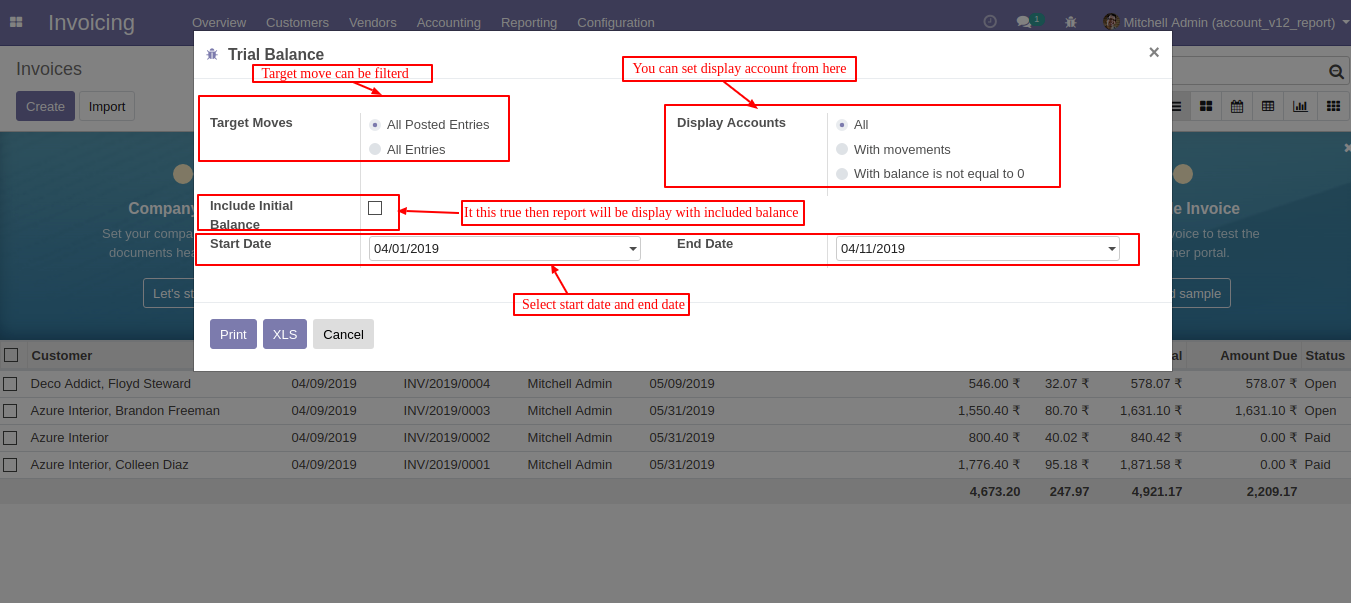 Invoicing Overview Customers Vendors Accounting Reporting Configuration 1 Mitchell Admin (account_v12_report)
Invoices
Create Import
Trial Balance ×
Target move can be filterd
You can set display account from here
Target Moves
All Posted Entries
All Entries
Display Accounts
All
With movements
With balance is not equal to 0
Include Initial
Balance
It this true then report will be display with included balance
Start Date 04/01/2019 End Date 04/11/2019
Select start date and end date
Print XLS Cancel
Company
Set your compa
documents hea
Let's st
e Invoice
voice to test the
mer portal.
d sample
Customer al Amount Due Status
Deco Addict, Floyd Steward 04/09/2019 INV/2019/0004 Mitchell Admin 05/09/2019 546.00 ₹ 32.07 ₹ 578.07 ₹ 578.07 ₹ Open
Azure Interior, Brandon Freeman 04/09/2019 INV/2019/0003 Mitchell Admin 05/31/2019 1,550.40 ₹ 80.70 ₹ 1,631.10 ₹ 1,631.10 ₹ Open
Azure Interior 04/09/2019 INV/2019/0002 Mitchell Admin 05/31/2019 800.40 ₹ 40.02 ₹ 840.42 ₹ 0.00 ₹ Paid
Azure Interior, Colleen Diaz 04/09/2019 INV/2019/0001 Mitchell Admin 05/31/2019 1,776.40 ₹ 95.18 ₹ 1,871.58 ₹ 0.00 ₹ Paid
4,673.20 247.97 4,921.17 2,209.17